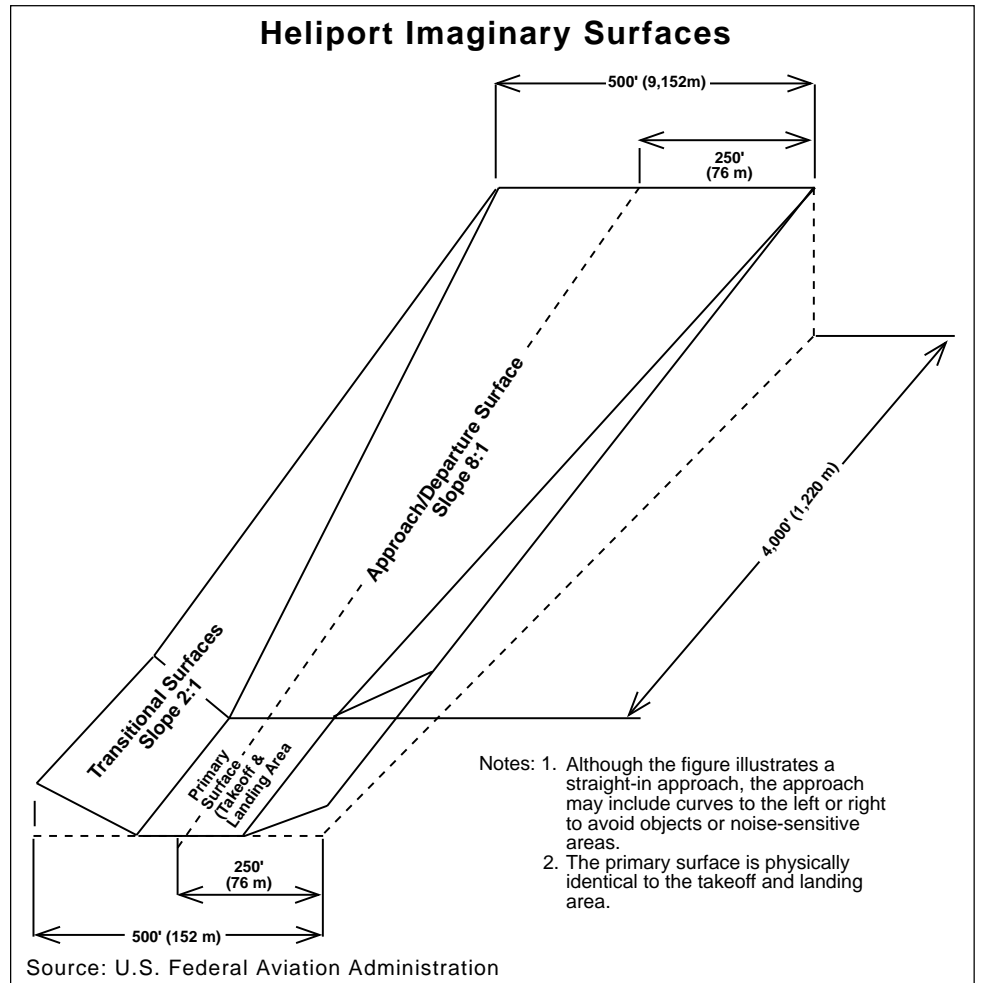 Heliport Imaginary Surfaces
500' (9,152m)
250'
(76 m)
Approach/Departure Surface
Slope 8:1
4,000' (1,220 m)
Transitional Surfaces
Slope 2:1
Primary
Surface
(Takeoff &
Landing Area
Notes: 1. Although the figure illustrates a
straight-in approach, the approach
may include curves to the left or right
to avoid objects or noise-sensitive
areas.
2. The primary surface is physically
identical to the takeoff and landing
area.
250'
(76 m)
500' (152 m)
Source: U.S. Federal Aviation Administration